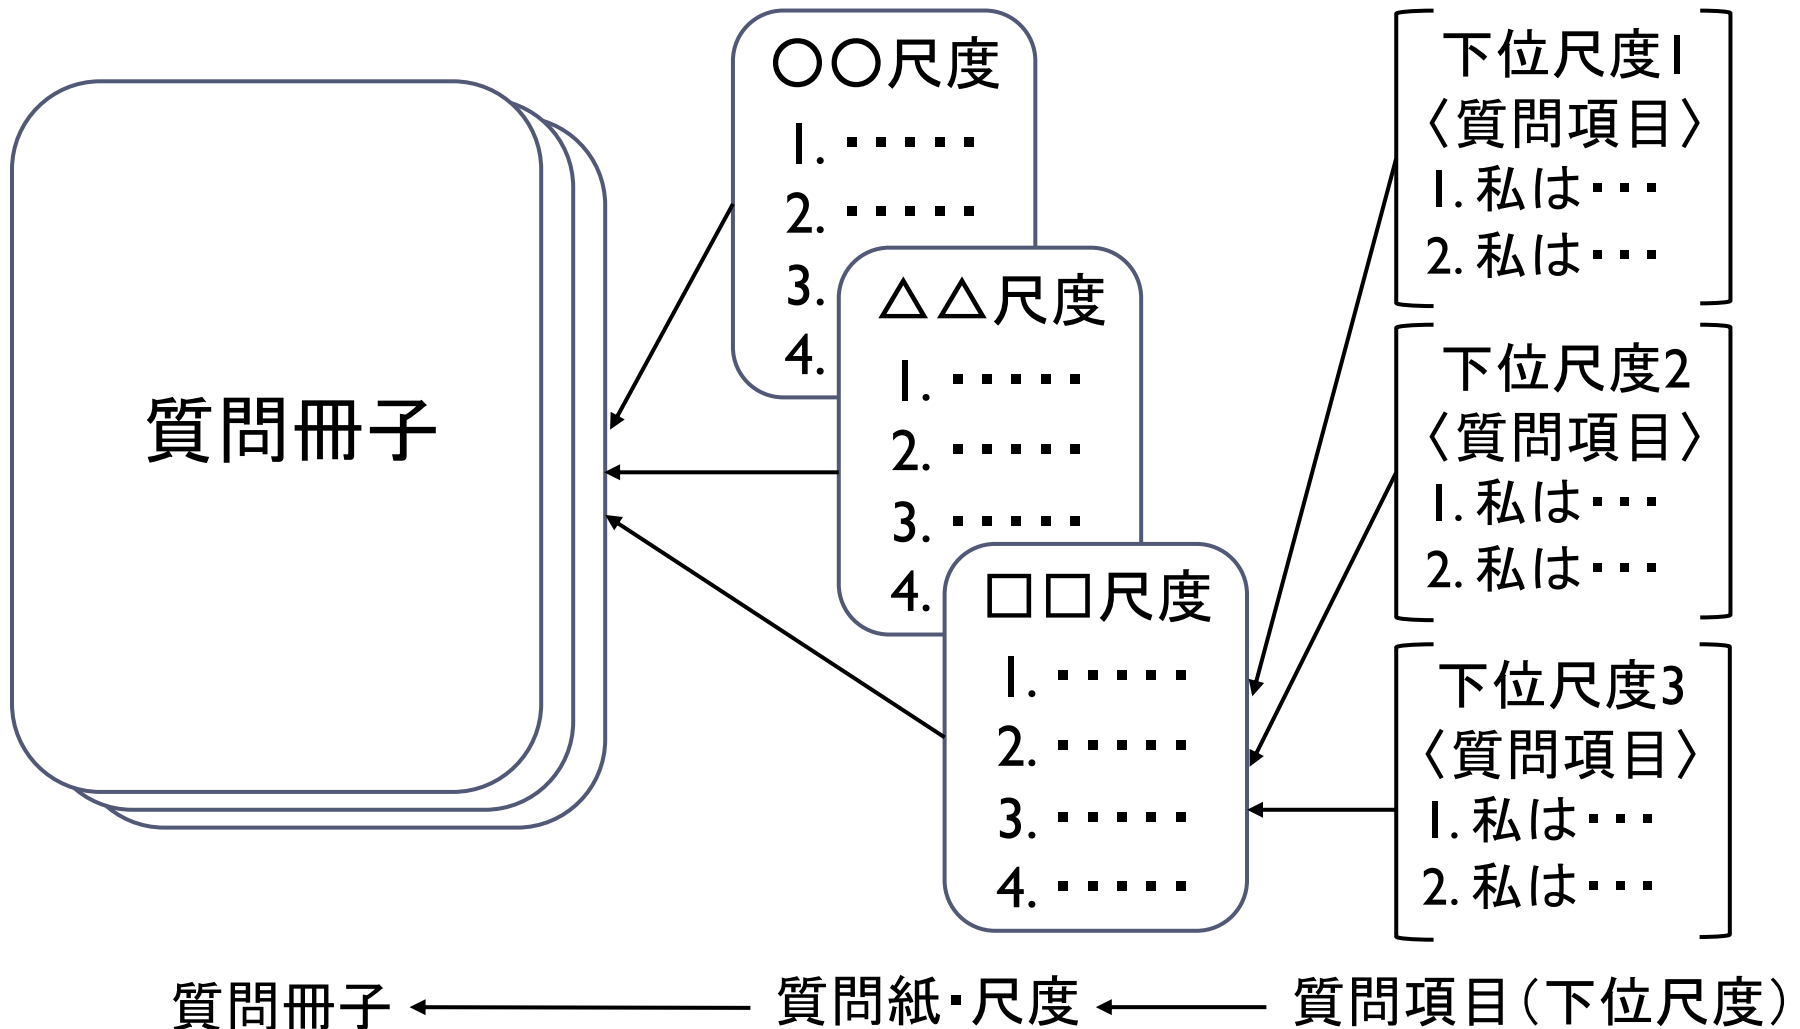 質問冊子
〇〇尺度
1. ・・・・・
2. ・・・・・
3.
4.
△△尺度
1. ・・・・・
2. ・・・・・
3. ・・・・・
4.
□□尺度
1. ・・・・・
2. ・・・・・
3. ・・・・・
4. ・・・・・
下位尺度1
〈質問項目〉
1. 私は・・・
2. 私は・・・
下位尺度2
〈質問項目〉
1. 私は・・・
2. 私は・・・
下位尺度3
〈質問項目〉
1. 私は・・・
2. 私は・・・
質問冊子
質問紙・尺度
質問項目(下位尺度)